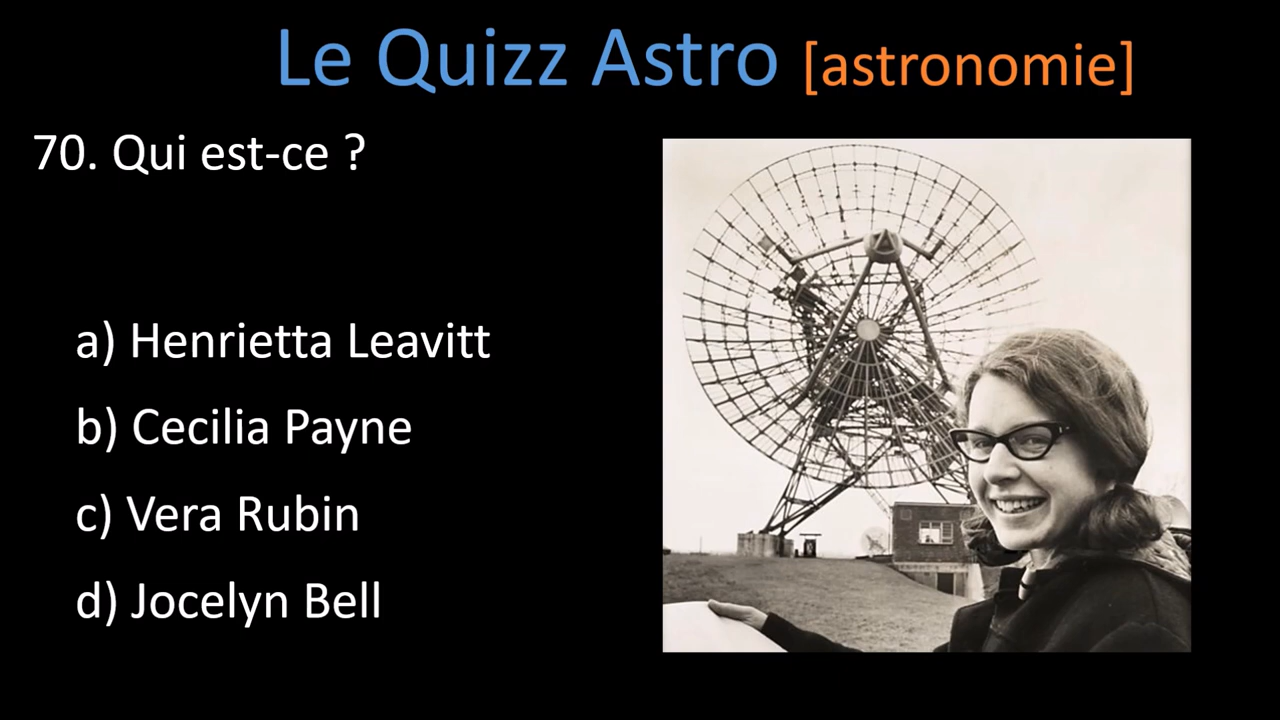 Le Quizz Astro [astronomie]
70. Qui est-ce ?
a) Henrietta Leavitt
b) Cecilia Payne
c) Vera Rubin
d) Jocelyn Bell